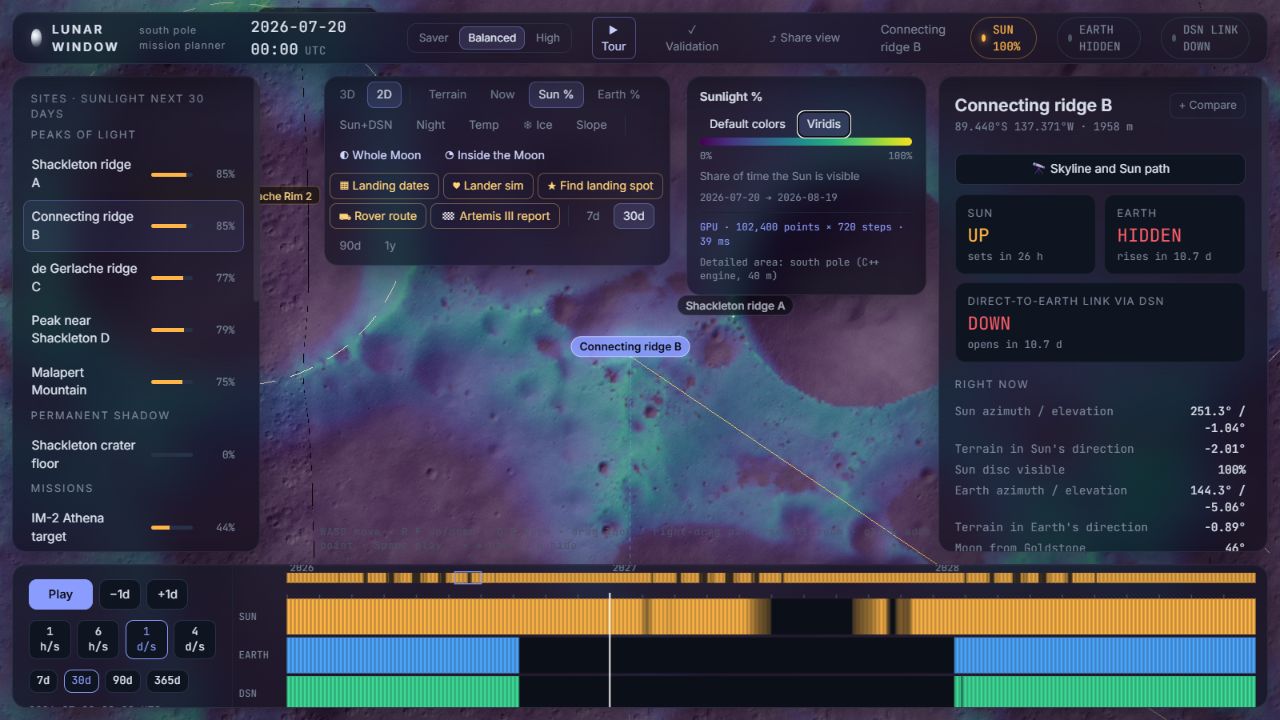 LUNAR
WINDOW
south pole
mission planner
2026-07-20
00:00 UTC
Saver Balanced High
▶
Tour
✓
Validation
⤴ Share view
Connecting
ridge B
SUN
100%
EARTH
HIDDEN
DSN LINK
DOWN
SITES · SUNLIGHT NEXT 30
DAYS
PEAKS OF LIGHT
Shackleton ridge
A
85%
Connecting ridge
B
85%
de Gerlache ridge
C
77%
Peak near
Shackleton D
79%
Malapert
Mountain
75%
PERMANENT SHADOW
Shackleton crater
floor
0%
MISSIONS
IM-2 Athena
target
44%
3D 2D Terrain Now Sun % Earth %
Sun+DSN Night Temp ❄ Ice Slope
◐ Whole Moon ◔ Inside the Moon
▦ Landing dates ♥ Lander sim ★ Find landing spot
⛟ Rover route 🏁 Artemis III report 7d 30d
90d 1y
Sunlight %
Default colors Viridis
0% 100%
Share of time the Sun is visible
2026-07-20 → 2026-08-19
GPU · 102,400 points × 720 steps ·
39 ms
Detailed area: south pole (C++
engine, 40 m)
ache Rim 2
Shackleton ridge A
Connecting ridge B
Connecting ridge B
+ Compare
89.440°S 137.371°W · 1958 m
🔭 Skyline and Sun path
SUN
UP
sets in 26 h
EARTH
HIDDEN
rises in 10.7 d
DIRECT-TO-EARTH LINK VIA DSN
DOWN
opens in 10.7 d
RIGHT NOW
Sun azimuth / elevation 251.3° /
-1.04°
Terrain in Sun's direction -2.01°
Sun disc visible 100%
Earth azimuth / elevation 144.3° /
-5.06°
Terrain in Earth's direction -0.89°
Moon from Goldstone 46°
Play −1d +1d
1
h/s
6
h/s
1
d/s
4
d/s
7d 30d 90d 365d
2026 2027 2028
SUN
EARTH
DSN